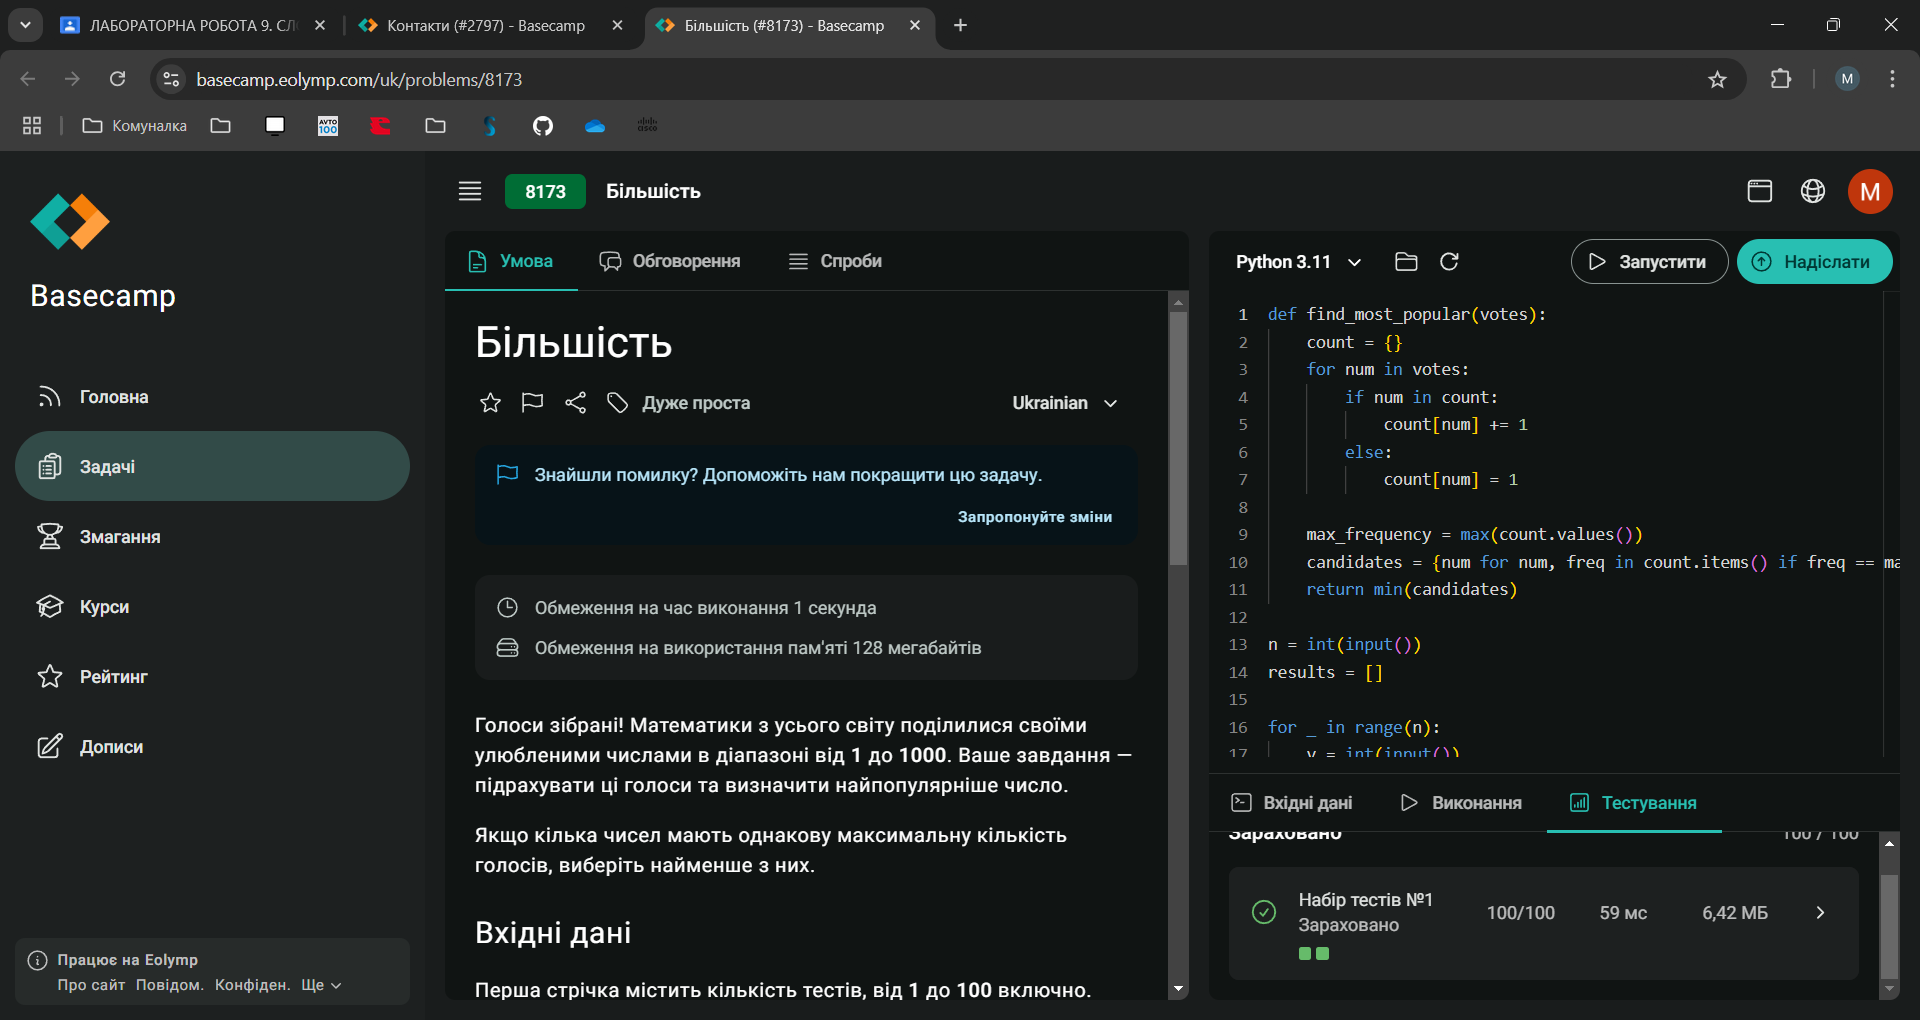 ЛАБОРАТОРНА РОБОТА 9. СЛ
Контакти (#2797) - Basecamp
Більшість (#8173) - Basecamp
basecamp.eolymp.com/uk/problems/8173
M
Комуналка
AVTO
100
cisco
Basecamp
Головна
Задачі
Змагання
Курси
Рейтинг
Дописи
Працює на Eolymp
Про сайт Повідом. Конфіден. Ще
8173 Більшість
M
Умова Обговорення Спроби
Більшість
Дуже проста
Ukrainian
Знайшли помилку? Допоможіть нам покращити цю задачу.
Запропонуйте зміни
Обмеження на час виконання 1 секунда
Обмеження на використання пам'яті 128 мегабайтів
Голоси зібрані! Математики з усього світу поділилися своїми
улюбленими числами в діапазоні від 1 до 1000. Ваше завдання —
підрахувати ці голоси та визначити найпопулярніше число.
Якщо кілька чисел мають однакову максимальну кількість
голосів, виберіть найменше з них.
Вхідні дані
Перша стрічка містить кількість тестів, від 1 до 100 включно.
Python 3.11
Запустити
Надіслати
1 def find_most_popular(votes):
2 count = {}
3 for num in votes:
4 if num in count:
5 count[num] += 1
6 else:
7 count[num] = 1
8
9 max_frequency = max(count.values())
10 candidates = {num for num, freq in count.items() if freq == ma
11 return min(candidates)
12
13 n = int(input())
14 results = []
15
16 for _ in range(n):
17 v = int(input())
Вхідні дані Виконання Тестування
Зараховано 100 / 100
Набір тестів №1
Зараховано
100/100 59 мс 6,42 МБ